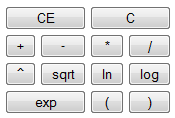 CE C
+ - * /
^ sqrt ln log
exp ( )